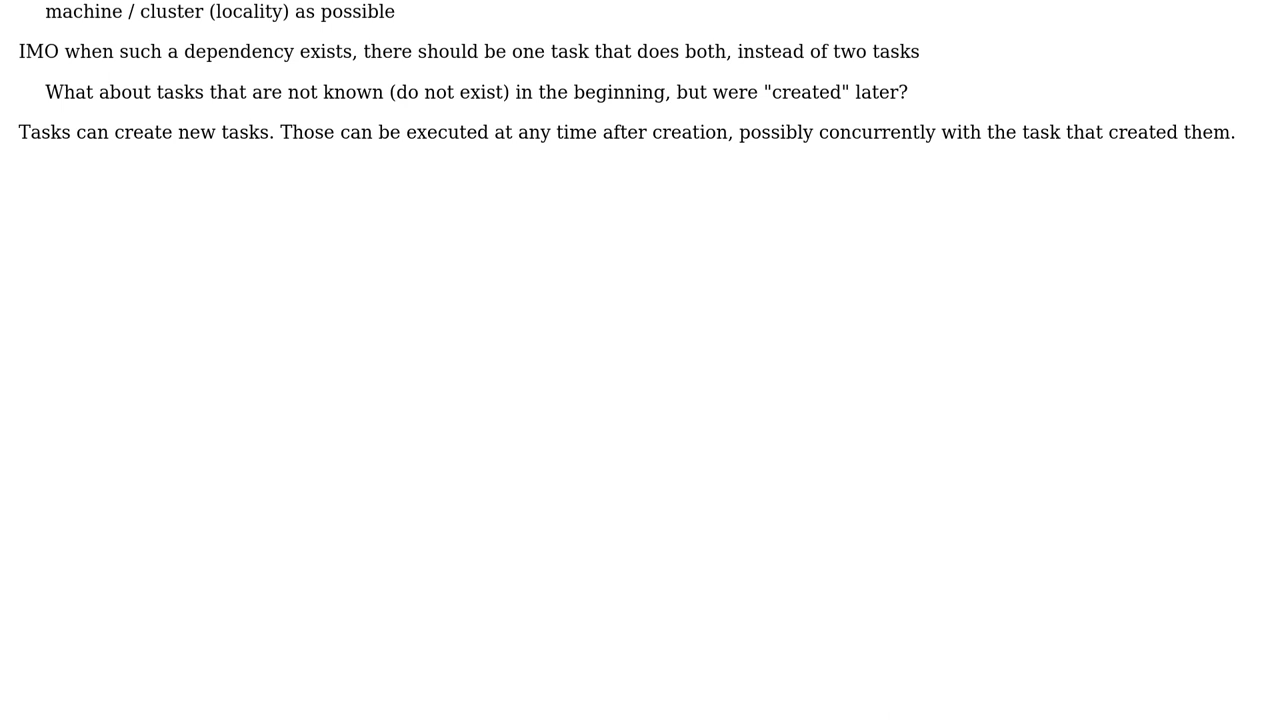 machine / cluster (locality) as possible
IMO when such a dependency exists, there should be one task that does both, instead of two tasks
What about tasks that are not known (do not exist) in the beginning, but were "created" later?
Tasks can create new tasks. Those can be executed at any time after creation, possibly concurrently with the task that created them.